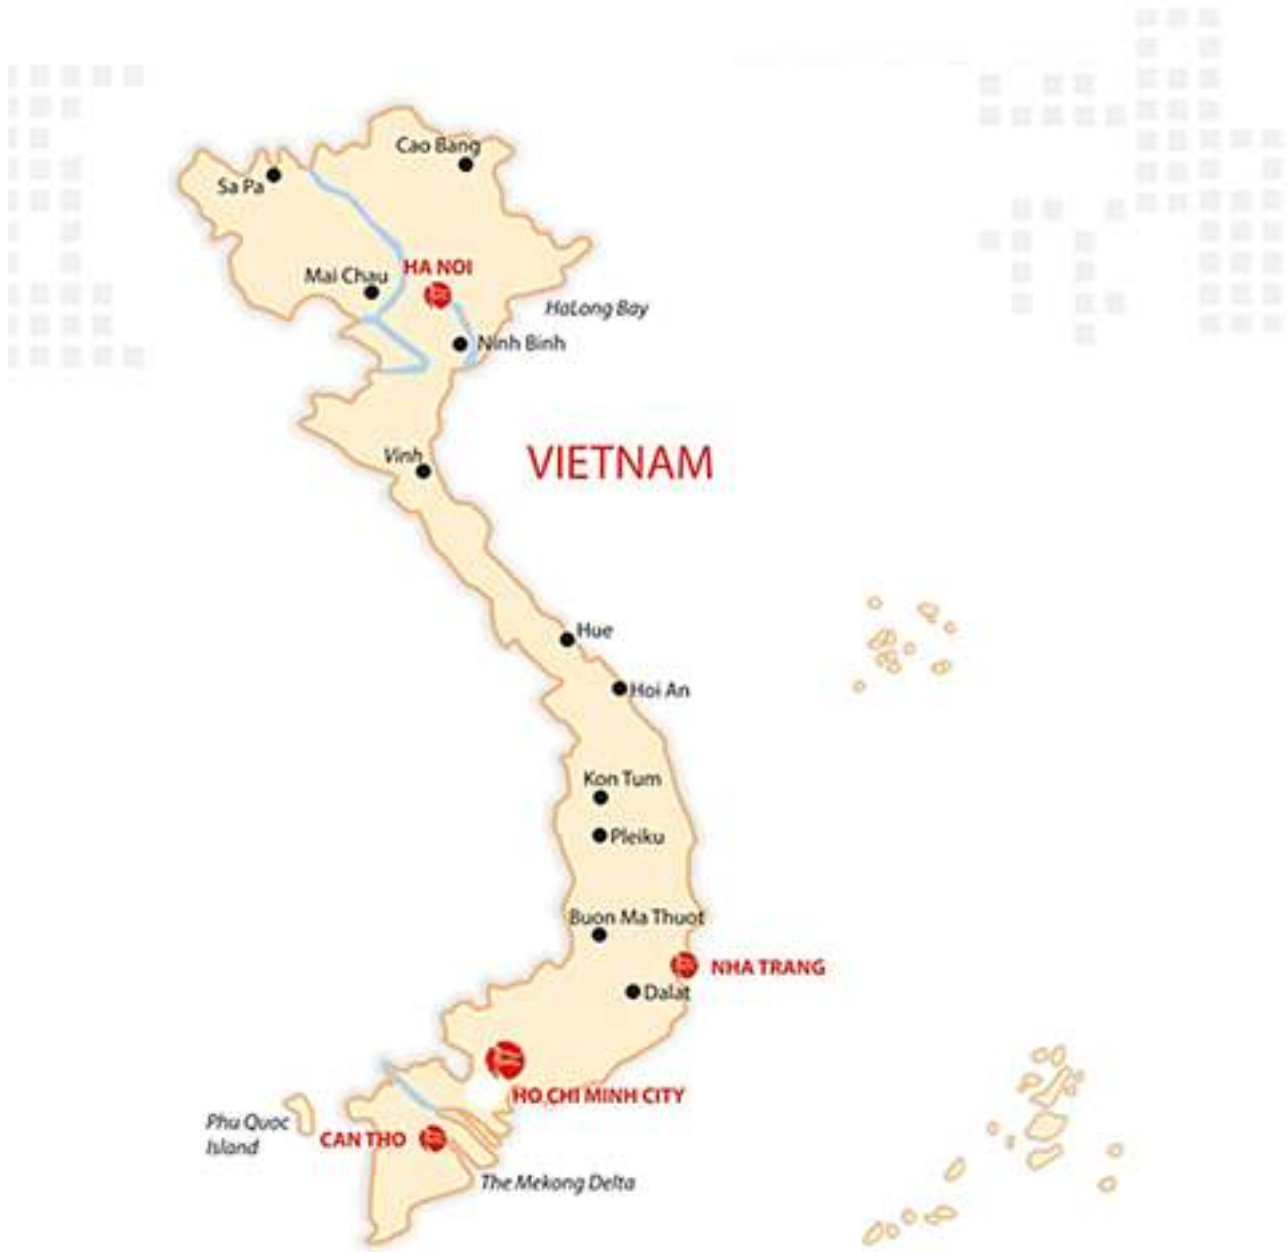 Cao Bang
Sa Pa
HA NOI
Mai Chau
HaLong Bay
Ninh Binh
Vinh
VIETNAM
Hue
Hoi An
Kon Tum
Pleiku
Buon Ma Thuot
NHA TRANG
Dalat
HO CHI MINH CITY
Phu Quoc
Island
CAN THO
The Mekong Delta